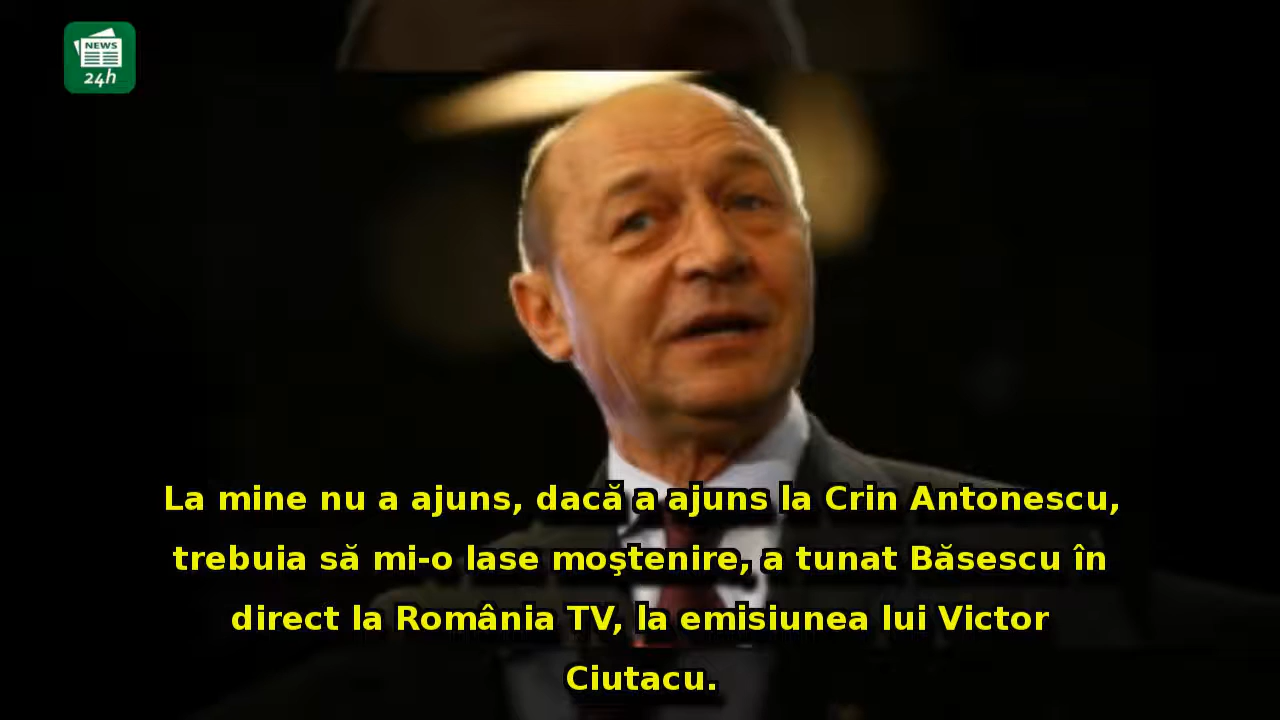 NEWS
24h
La mine nu a ajuns, dacă a ajuns la Crin Antonescu,
trebuia să mi-o lase moştenire, a tunat Băsescu în
direct la România TV, la emisiunea lui Victor
Ciutacu.